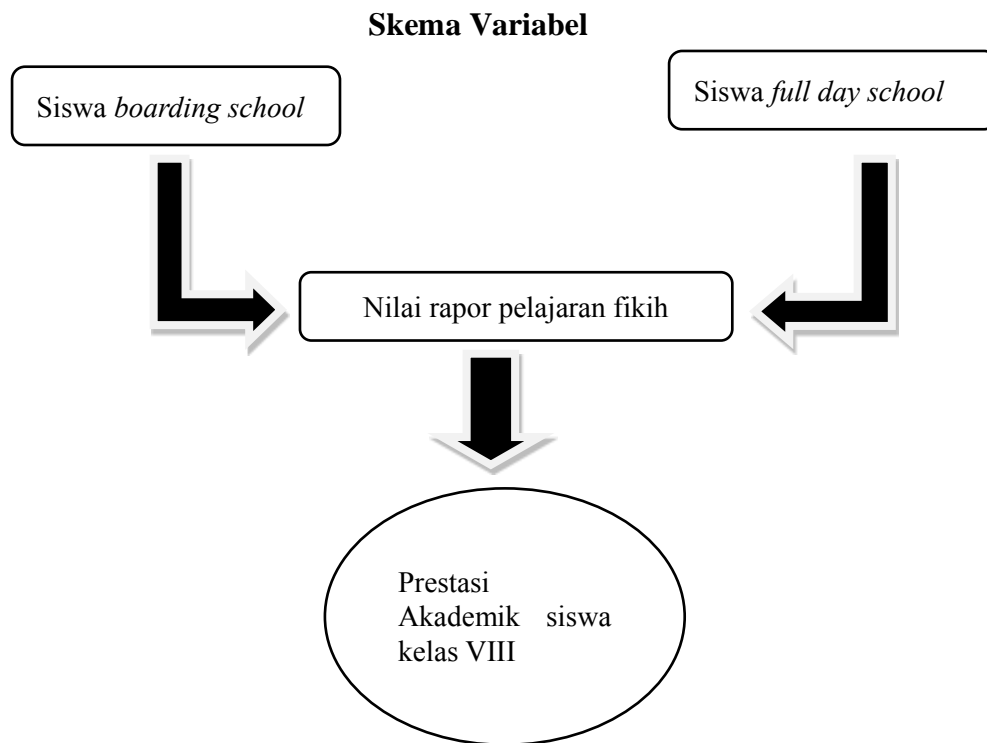 Skema Variabel
Siswa boarding school
Siswa full day school
Nilai rapor pelajaran fikih
Prestasi
Akademik siswa
kelas VIII